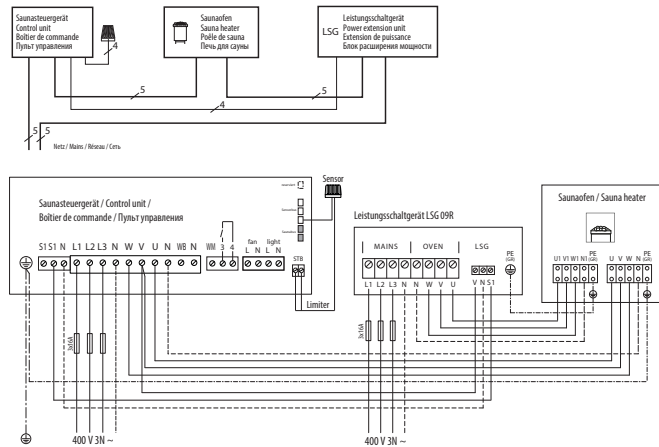 Saunasteuergerät
Control unit
Boîtier de commande
Пульт управления
4
Saunaofen
Sauna heater
Poêle de sauna
Печь для сауны
LSG
Leistungsschaltgerät
Power extension unit
Extension de puissance
Блок расширения мощности
5
5
4
5
5
Netz / Mains / Réseau / Сеть
Saunasteuergerät / Control unit /
Boîtier de commande / Пульт управления
Sensor
S1 S1 N L1 L2 L3 N W V U N WB N
WM 3 4
fan light
L N L N
STB
Limiter
3x16A
400 V 3N ~
Leistungsschaltgerät LSG 09R
MAINS OVEN LSG
PE
(GR)
L1 L2 L3 N N W V U
V N S1
3x16A
400 V 3N ~
Saunaofen / Sauna heater
U1 V1 W1 N1 PE
(GR)
U V W N PE
(GR)